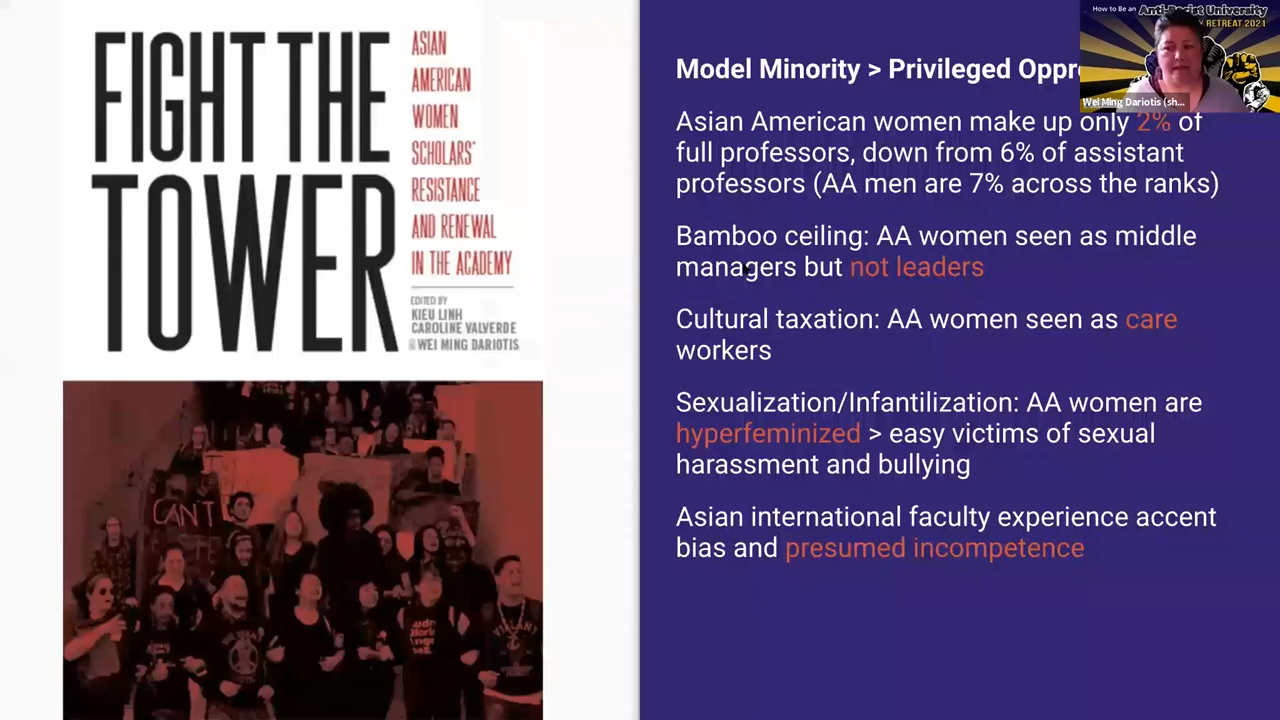 FIGHT THE
TOWER
ASIAN
AMERICAN
WOMEN
SCHOLARS'
RESISTANCE
AND RENEWAL
IN THE ACADEMY
EDITED BY
KIEU LINH
CAROLINE VALVERDE
& WEI MING DARIOTIS
CAN'T
Model Minority > Privileged Oppr
Asian American women make up only 2% of
full professors, down from 6% of assistant
professors (AA men are 7% across the ranks)
Bamboo ceiling: AA women seen as middle
managers but not leaders
Cultural taxation: AA women seen as care
workers
Sexualization/Infantilization: AA women are
hyperfeminized > easy victims of sexual
harassment and bullying
Asian international faculty experience accent
bias and presumed incompetence
How to Be an Anti-Racist University
RETREAT 2021
Wei Ming Dariotis (sh...